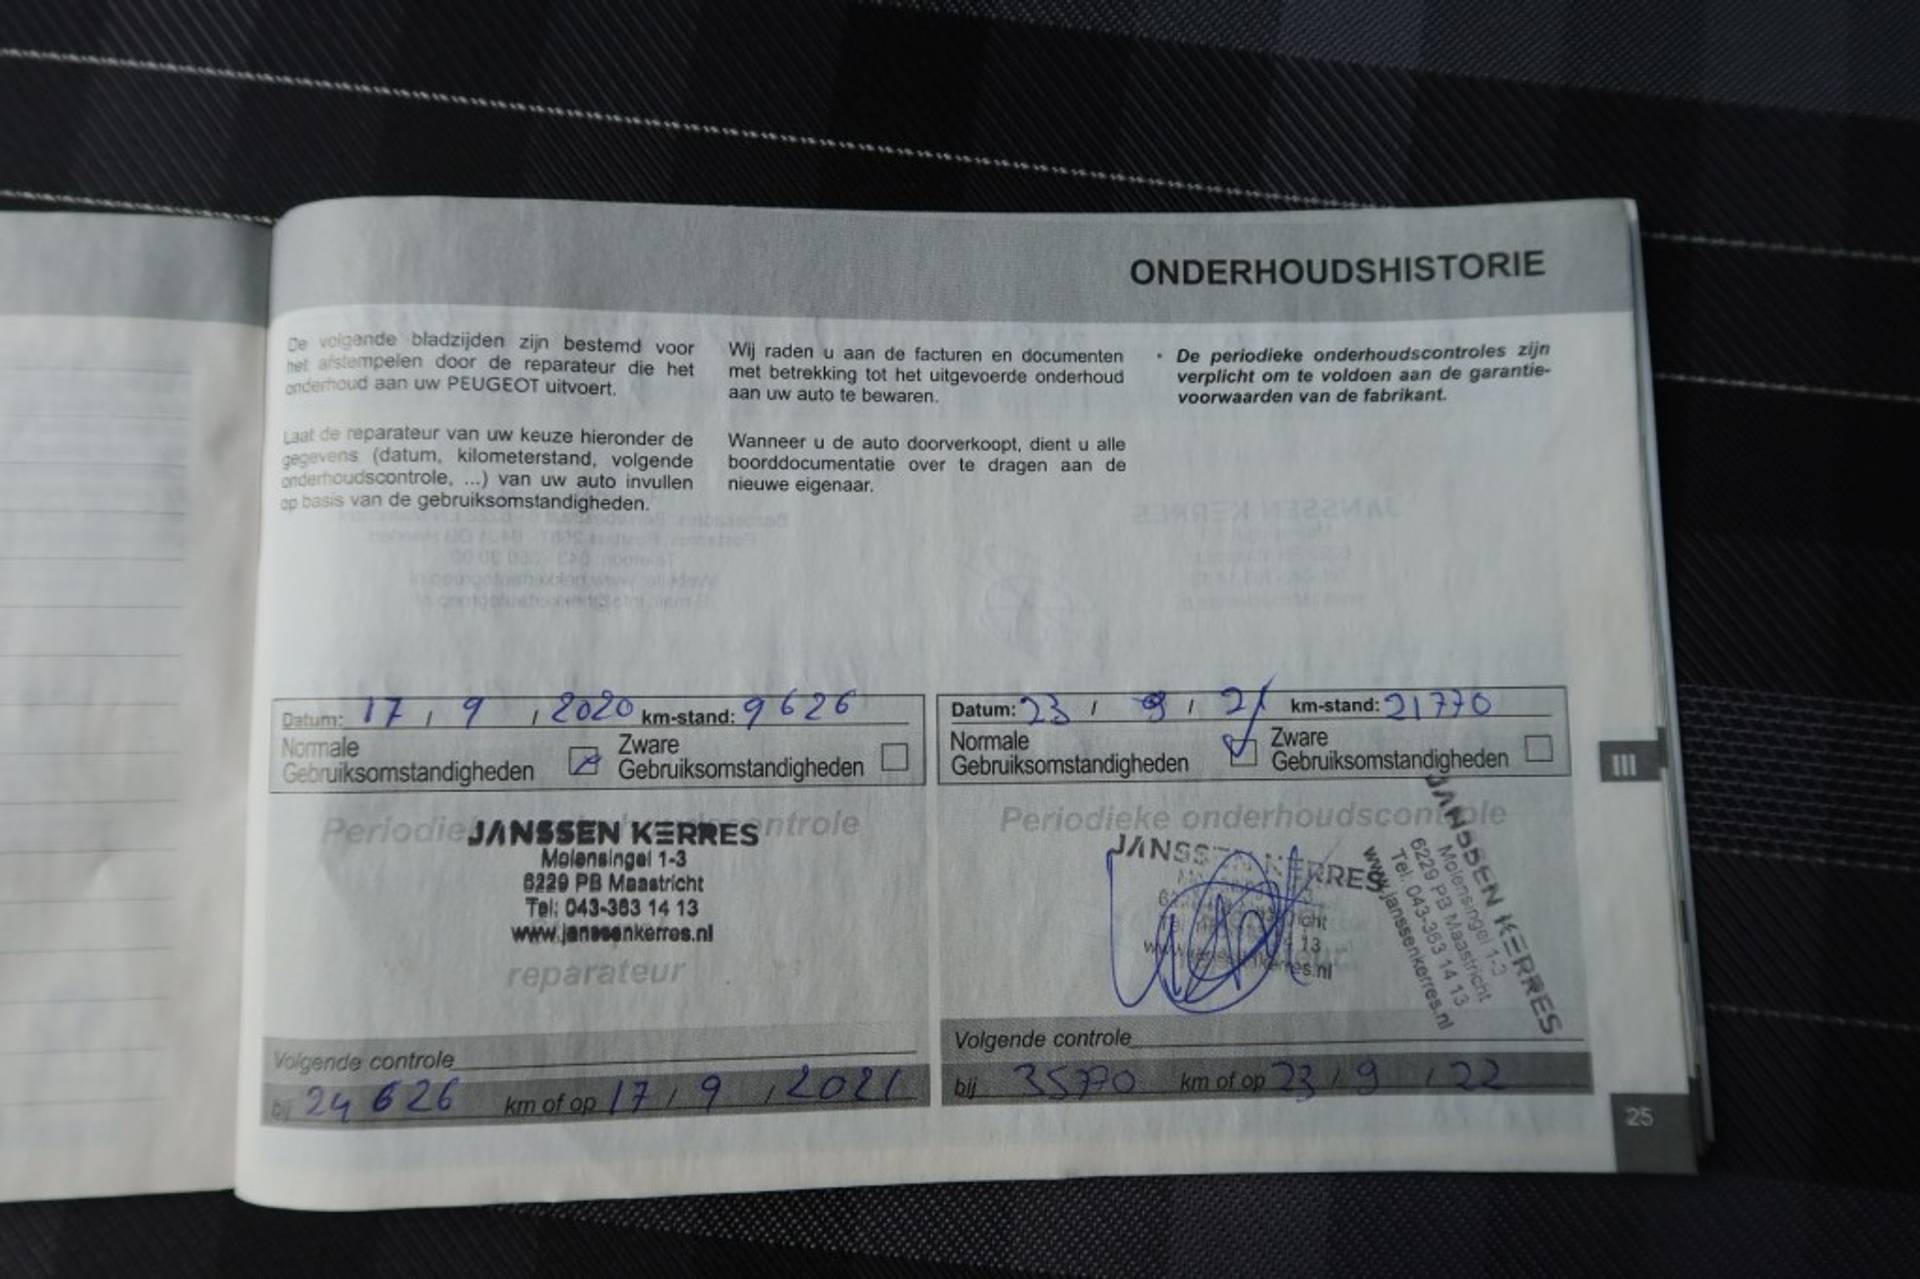 ONDERHOUDSHISTORIE
De volgende bladzijden zijn bestemd voor
het afstempelen door de reparateur die het
onderhoud aan uw PEUGEOT uitvoert.
Laat de reparateur van uw keuze hieronder de
gegevens (datum, kilometerstand, volgende
onderhoudscontrole, ...) van uw auto invullen
op basis van de gebruiksomstandigheden.
Wij raden u aan de facturen en documenten
met betrekking tot het uitgevoerde onderhoud
aan uw auto te bewaren.
Wanneer u de auto doorverkoopt, dient u alle
boorddocumentatie over te dragen aan de
nieuwe eigenaar.
• De periodieke onderhoudscontroles zijn
verplicht om te voldoen aan de garantie-
voorwaarden van de fabrikant.
Datum: 17 / 9 / 2020 km-stand: 9626
Normale
Gebruiksomstandigheden
Zware
Gebruiksomstandigheden
Periodieke onderhoudscontrole
JANSSEN KERRES
Molensingel 1-3
6229 PB Maastricht
Tel: 043-363 14 13
www.janssenkerres.nl
reparateur
Volgende controle
bij 24626 km of op 17 / 9 / 2021
Datum: 23 / 9 / 21 km-stand: 21770
Normale
Gebruiksomstandigheden
Zware
Gebruiksomstandigheden
Periodieke onderhoudscontrole
JANSSEN KERRES
JANSSEN KERRES
Molensingel 1-3
6229 PB Maastricht
Tel: 043-363 14 13
www.janssenkerres.nl
Volgende controle
bij 35770 km of op 23 / 9 / 22
III
25